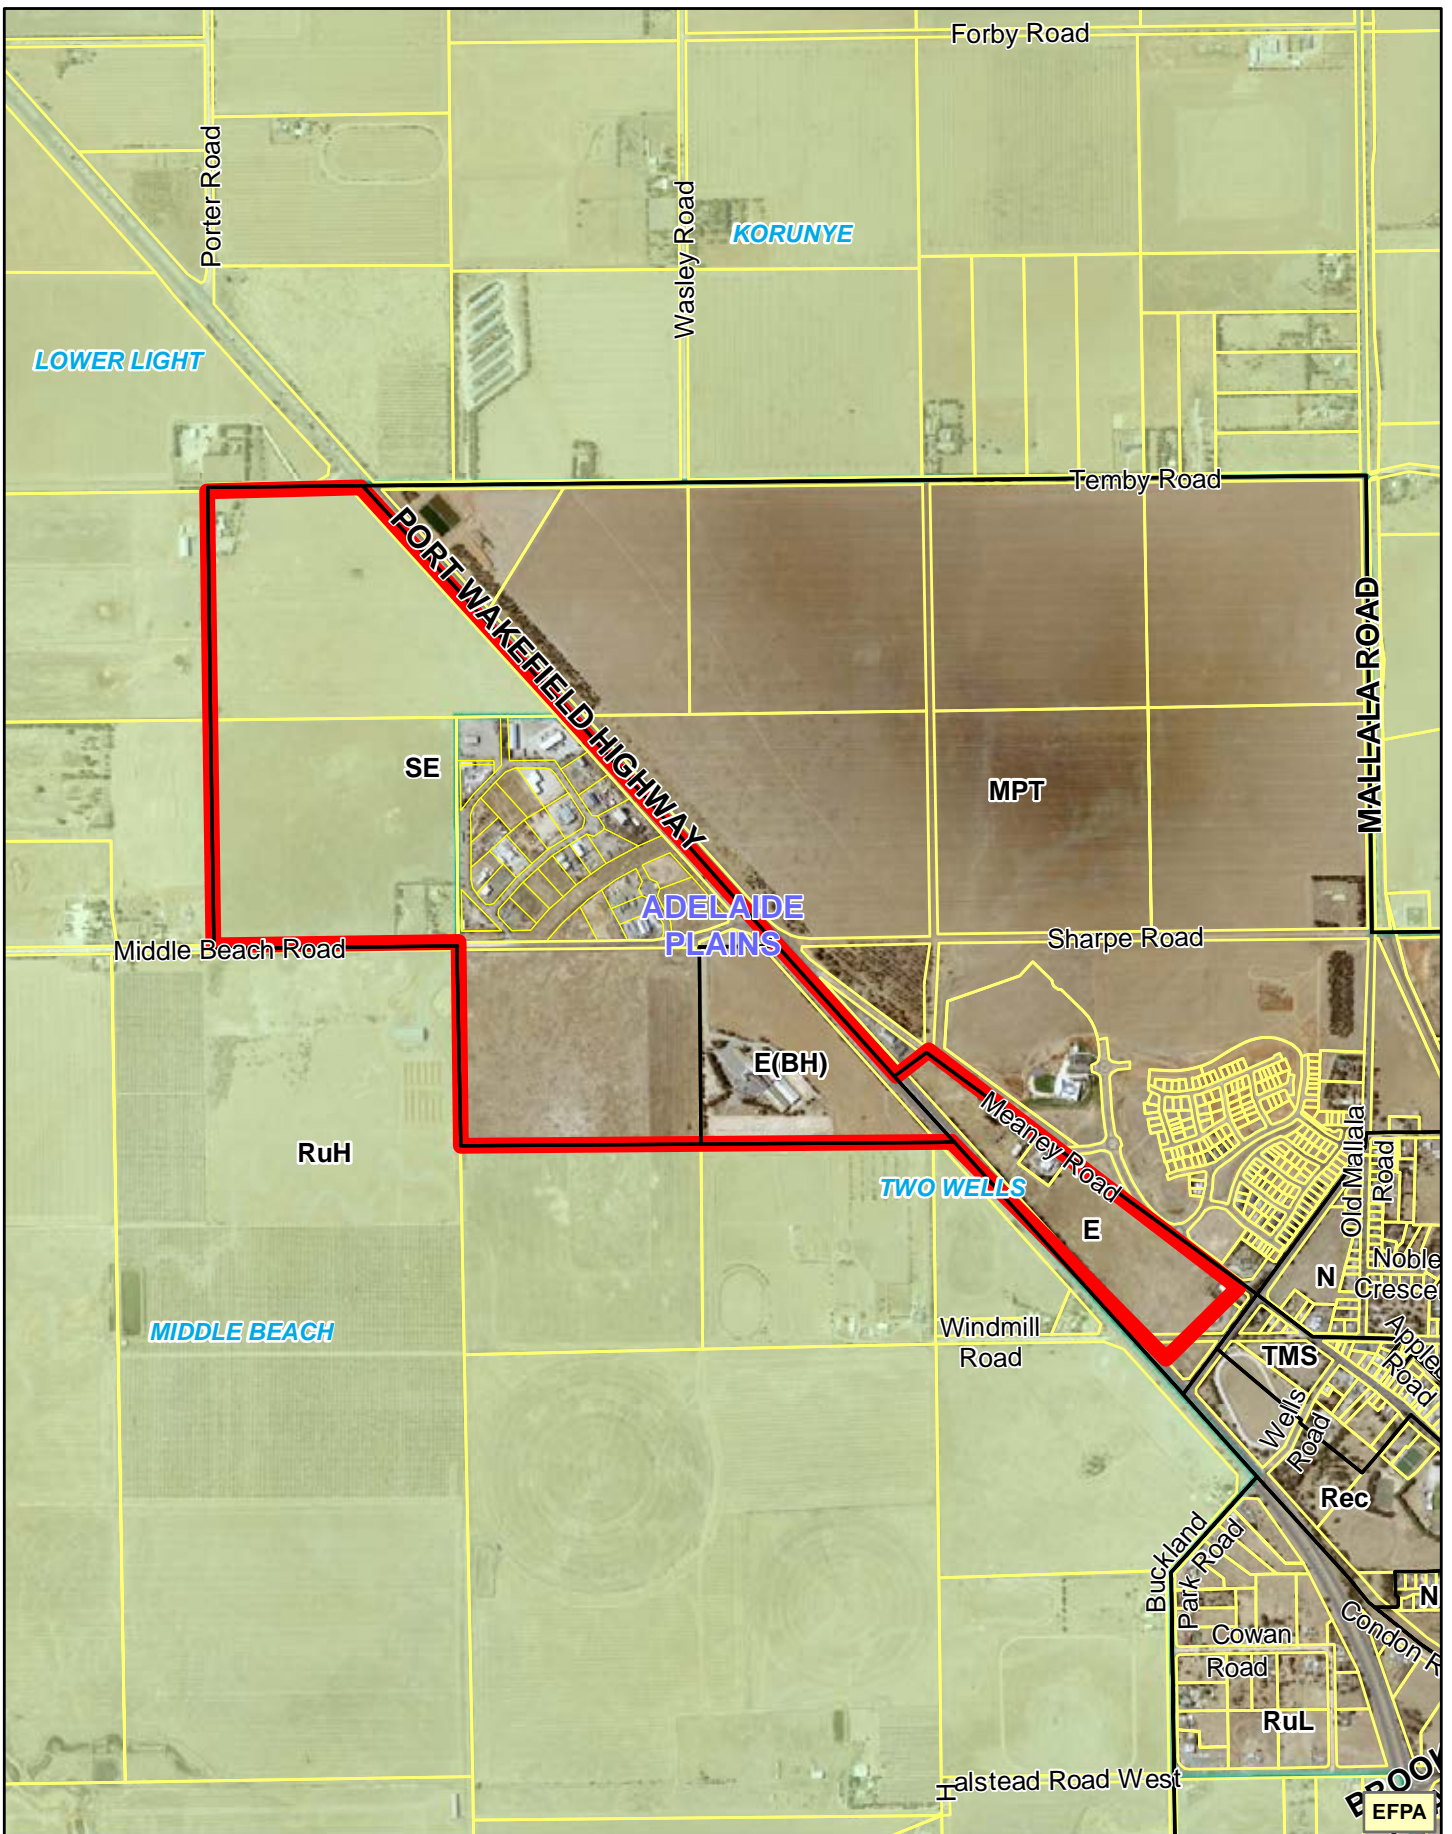 Forby Road
Porter Road
Wasley Road
KORUNYE
LOWER LIGHT
Temby Road
PORT WAKEFIELD HIGHWAY
MALLALA ROAD
SE
MPT
ADELAIDE
PLAINS
Middle Beach Road
Sharpe Road
E(BH)
Meaney Road
RuH
TWO WELLS
E
Old Mallala
Road
N
Noble
Crescer
MIDDLE BEACH
Windmill
Road
TMS
Road
Wells
Road
Rec
Buckland
Park Road
N
Condon R
Cowan
Road
RuL
Halstead Road West
EFPA